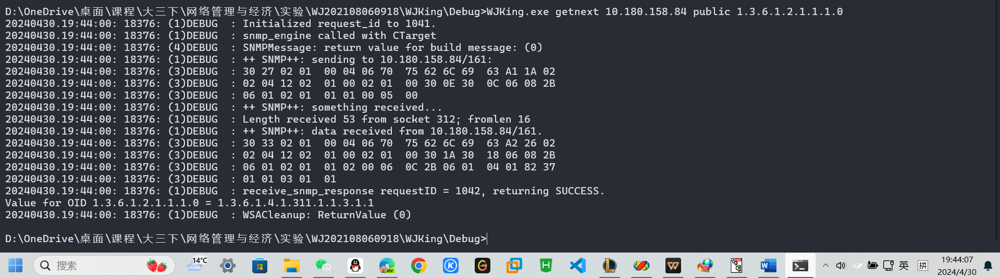 D:\OneDrive\桌面\课程\大三下\网络管理与经济\实验\WJ202108060918\WJKing\Debug>WJKing.exe getnext 10.180.158.84 public 1.3.6.1.2.1.1.1.0
20240430.19:44:00: 18376: (1)DEBUG  : Initialized request_id to 1041.
20240430.19:44:00: 18376: (1)DEBUG  : snmp_engine called with CTarget
20240430.19:44:00: 18376: (4)DEBUG  : SNMPMessage: return value for build message: (0)
20240430.19:44:00: 18376: (1)DEBUG  : ++ SNMP++: sending to 10.180.158.84/161:
20240430.19:44:00: 18376: (3)DEBUG  : 30 27 02 01  00 04 06 70  75 62 6C 69  63 A1 1A 02
20240430.19:44:00: 18376: (3)DEBUG  : 02 04 12 02  01 00 02 01  00 30 0E 30  0C 06 08 2B
20240430.19:44:00: 18376: (3)DEBUG  : 06 01 02 01  01 01 00 05  00
20240430.19:44:00: 18376: (1)DEBUG  : ++ SNMP++: something received...
20240430.19:44:00: 18376: (1)DEBUG  : Length received 53 from socket 312; fromlen 16
20240430.19:44:00: 18376: (1)DEBUG  : ++ SNMP++: data received from 10.180.158.84/161.
20240430.19:44:00: 18376: (3)DEBUG  : 30 33 02 01  00 04 06 70  75 62 6C 69  63 A2 26 02
20240430.19:44:00: 18376: (3)DEBUG  : 02 04 12 02  01 00 02 01  00 30 1A 30  18 06 08 2B
20240430.19:44:00: 18376: (3)DEBUG  : 06 01 02 01  01 02 00 06  0C 2B 06 01  04 01 82 37
20240430.19:44:00: 18376: (3)DEBUG  : 01 01 03 01  01
20240430.19:44:00: 18376: (1)DEBUG  : receive_snmp_response requestID = 1042, returning SUCCESS.
Value for OID 1.3.6.1.2.1.1.1.0 = 1.3.6.1.4.1.311.1.1.3.1.1
20240430.19:44:00: 18376: (1)DEBUG  : WSACleanup: ReturnValue (0)
D:\OneDrive\桌面\课程\大三下\网络管理与经济\实验\WJ202108060918\WJKing\Debug>
搜索
14°C
DEV
英
拼
19:44:07
2024/4/30